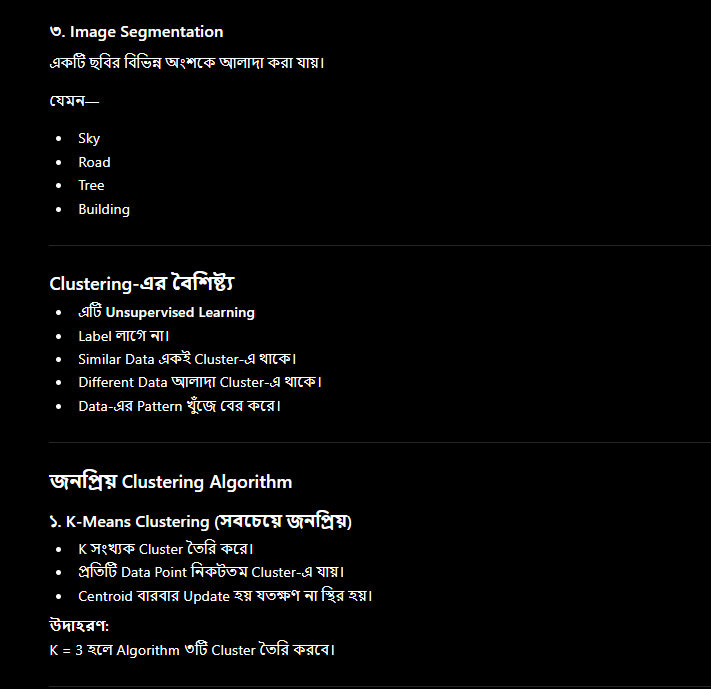 ৩. Image Segmentation
একটি ছবির বিভিন্ন অংশকে আলাদা করা যায়।
যেমন—
• Sky
• Road
• Tree
• Building
Clustering-এর বৈশিষ্ট্য
• এটি Unsupervised Learning
• Label লাগে না।
• Similar Data একই Cluster-এ থাকে।
• Different Data আলাদা Cluster-এ থাকে।
• Data-এর Pattern খুঁজে বের করে।
জনপ্রিয় Clustering Algorithm
১. K-Means Clustering (সবচেয়ে জনপ্রিয়)
• K সংখ্যক Cluster তৈরি করে।
• প্রতিটি Data Point নিকটতম Cluster-এ যায়।
• Centroid বারবার Update হয় যতক্ষণ না স্থির হয়।
উদাহরণ:
K = 3 হলে Algorithm ৩টি Cluster তৈরি করবে।